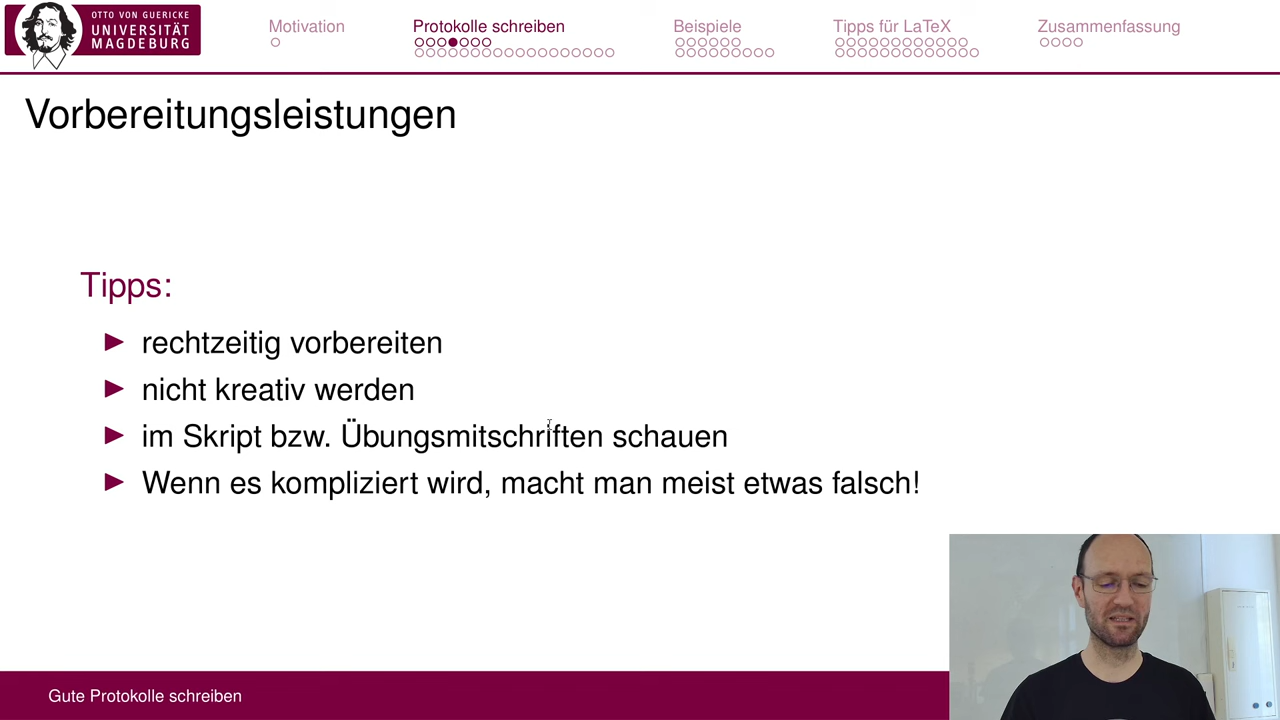 OTTO VON GUERICKE
UNIVERSITÄT
MAGDEBURG
Motivation
Protokolle schreiben
Beispiele
Tipps für LaTeX
Zusammenfassung
Vorbereitungsleistungen
Tipps:
rechtzeitig vorbereiten
nicht kreativ werden
im Skript bzw. Übungsmitschriften schauen
Wenn es kompliziert wird, macht man meist etwas falsch!
Gute Protokolle schreiben